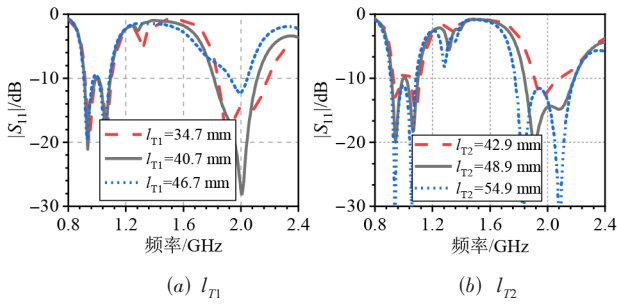 |S11|/dB
0
−10
−20
−30
lT1=34.7 mm
lT1=40.7 mm
lT1=46.7 mm
0.8 1.2 1.6 2.0 2.4
频率/GHz
(a) lT1
|S11|/dB
0
−10
−20
−30
lT2=42.9 mm
lT2=48.9 mm
lT2=54.9 mm
0.8 1.2 1.6 2.0 2.4
频率/GHz
(b) lT2